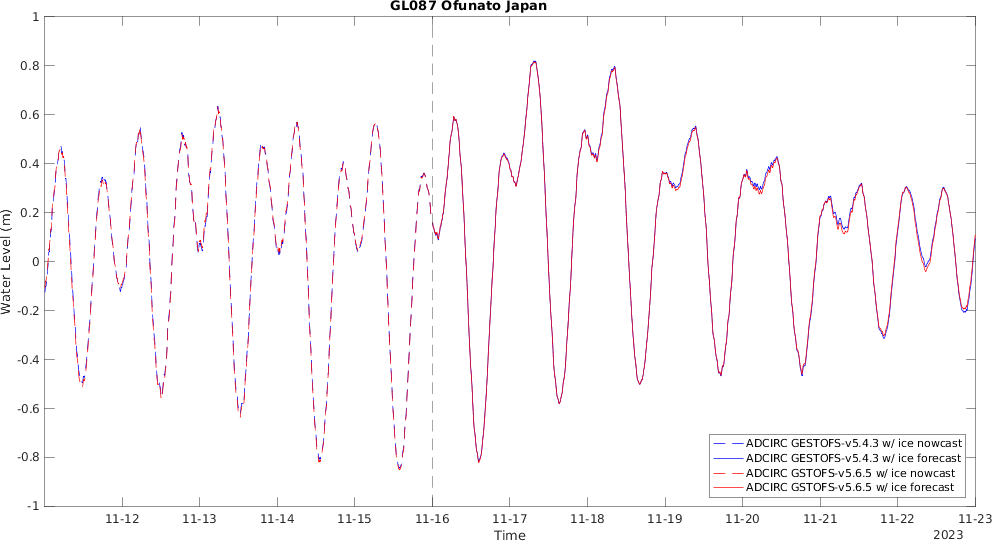 GL087 Ofunato Japan
1
0.8
0.6
0.4
0.2
0
-0.2
-0.4
-0.6
-0.8
-1
Water Level (m)
ADCIRC GESTOFS-v5.4.3 w/ ice nowcast
ADCIRC GESTOFS-v5.4.3 w/ ice forecast
ADCIRC GSTOFS-v5.6.5 w/ ice nowcast
ADCIRC GSTOFS-v5.6.5 w/ ice forecast
11-12 11-13 11-14 11-15 11-16 11-17 11-18 11-19 11-20 11-21 11-22 11-23
Time
2023